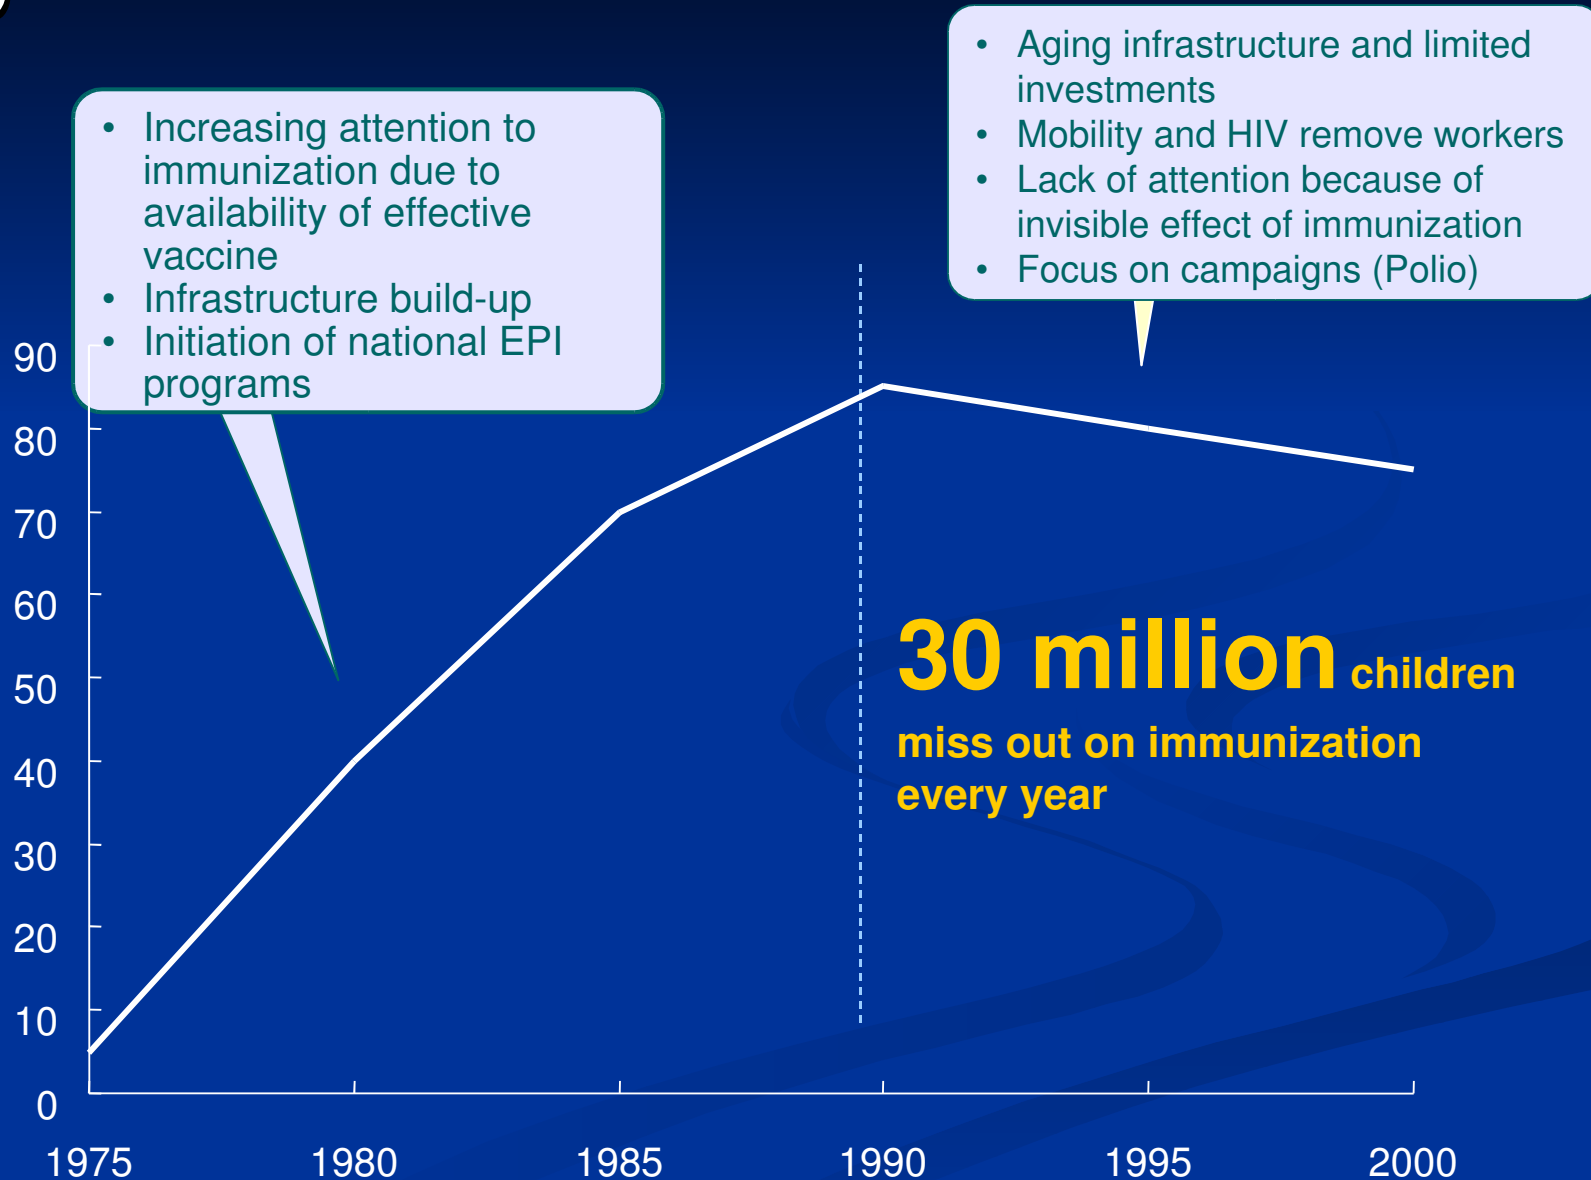 • Increasing attention to
immunization due to
availability of effective
vaccine
• Infrastructure build-up
• Initiation of national EPI
programs
• Aging infrastructure and limited
investments
• Mobility and HIV remove workers
• Lack of attention because of
invisible effect of immunization
• Focus on campaigns (Polio)
90
80
70
60
50
40
30
20
10
0
30 million children
miss out on immunization
every year
1975 1980 1985 1990 1995 2000